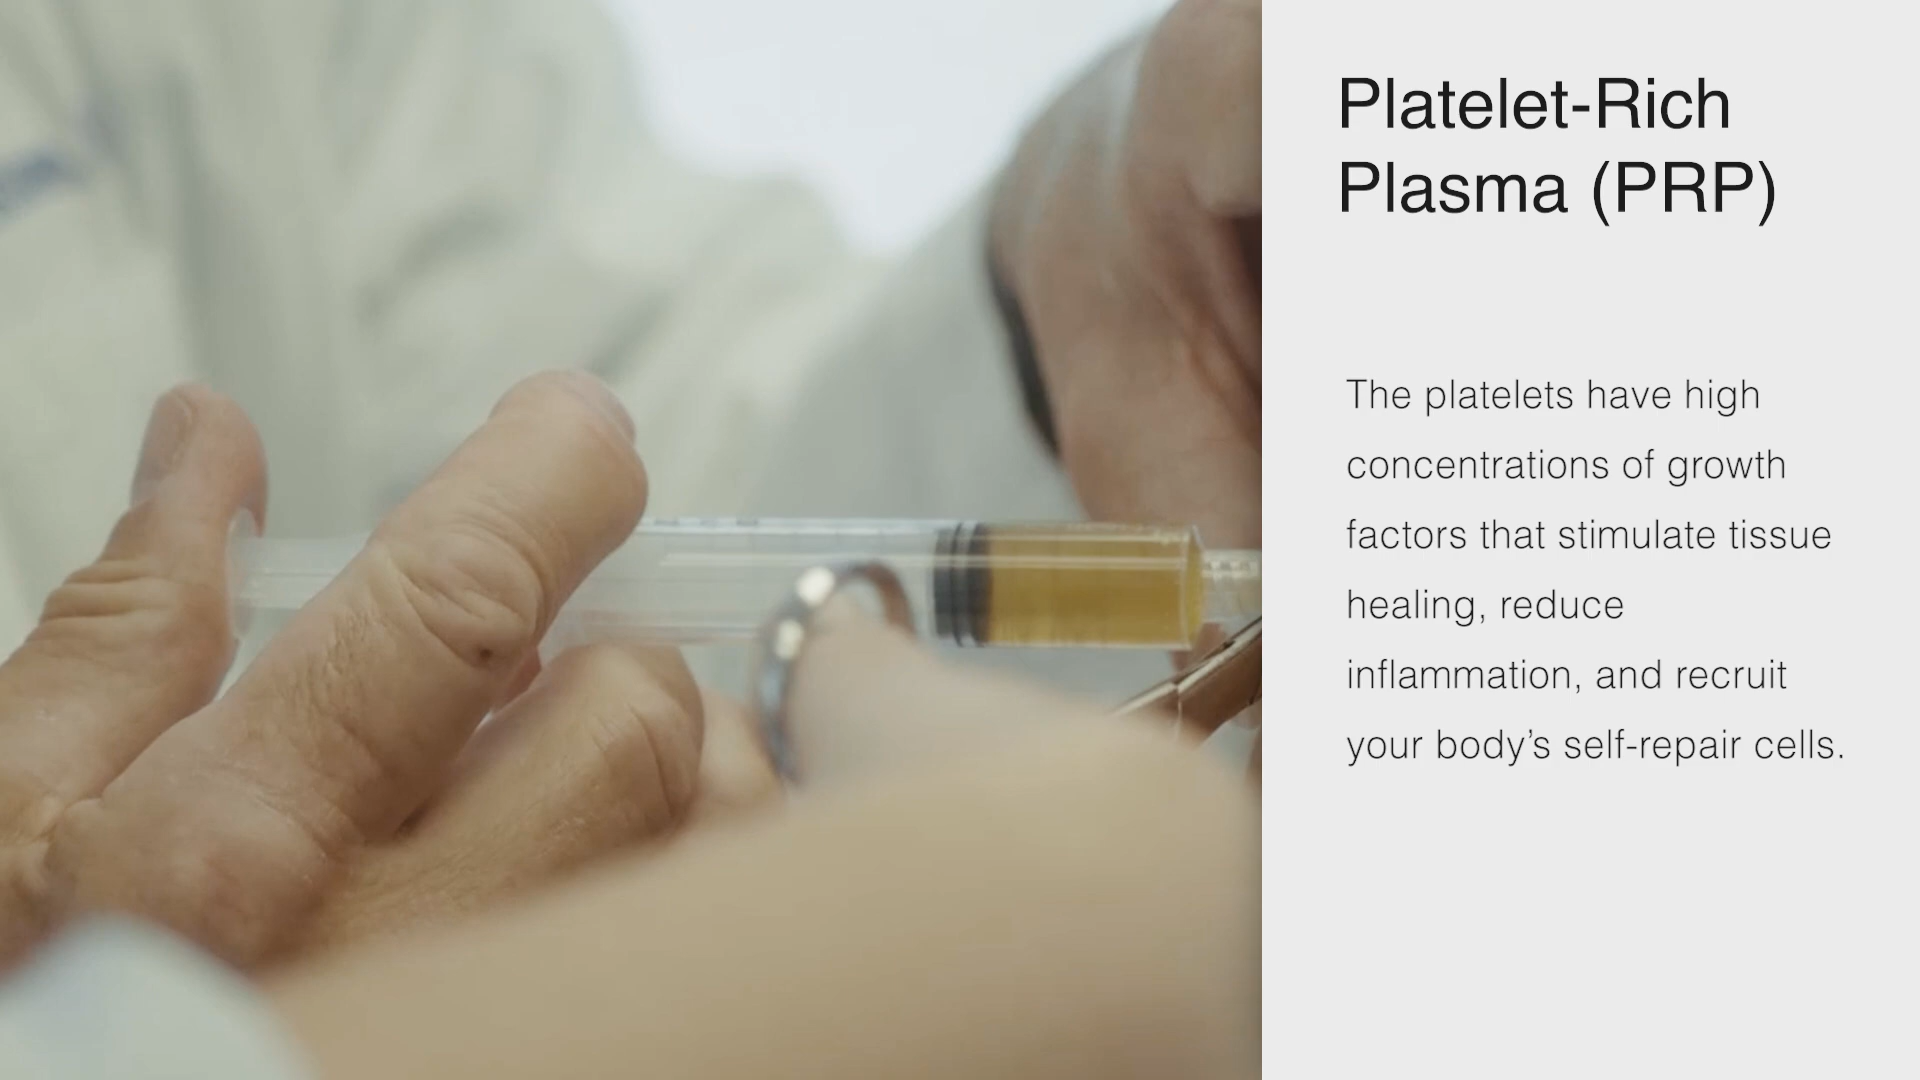 Platelet-Rich
Plasma (PRP)
The platelets have high
concentrations of growth
factors that stimulate tissue
healing, reduce
inflammation, and recruit
your body’s self-repair cells.